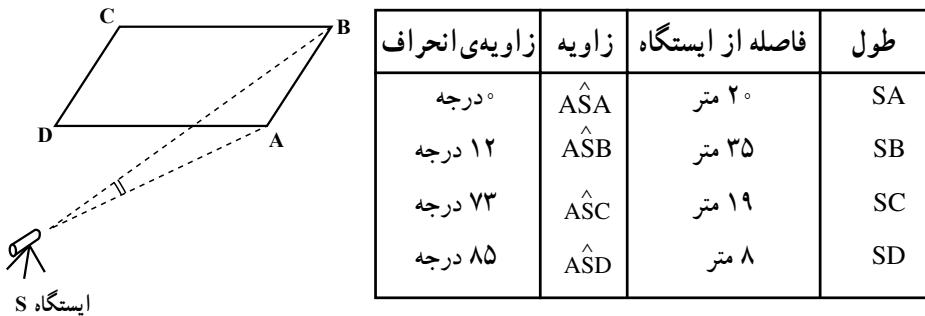 C
B
D
A
ایستگاه S
طول فاصله از ایستگاه زاویه زاویه‌ی انحراف
SA ۲۰ متر AŜA ۰ درجه
SB ۳۵ متر AŜB ۱۲ درجه
SC ۱۹ متر AŜC ۷۳ درجه
SD ۸ متر AŜD ۸۵ درجه